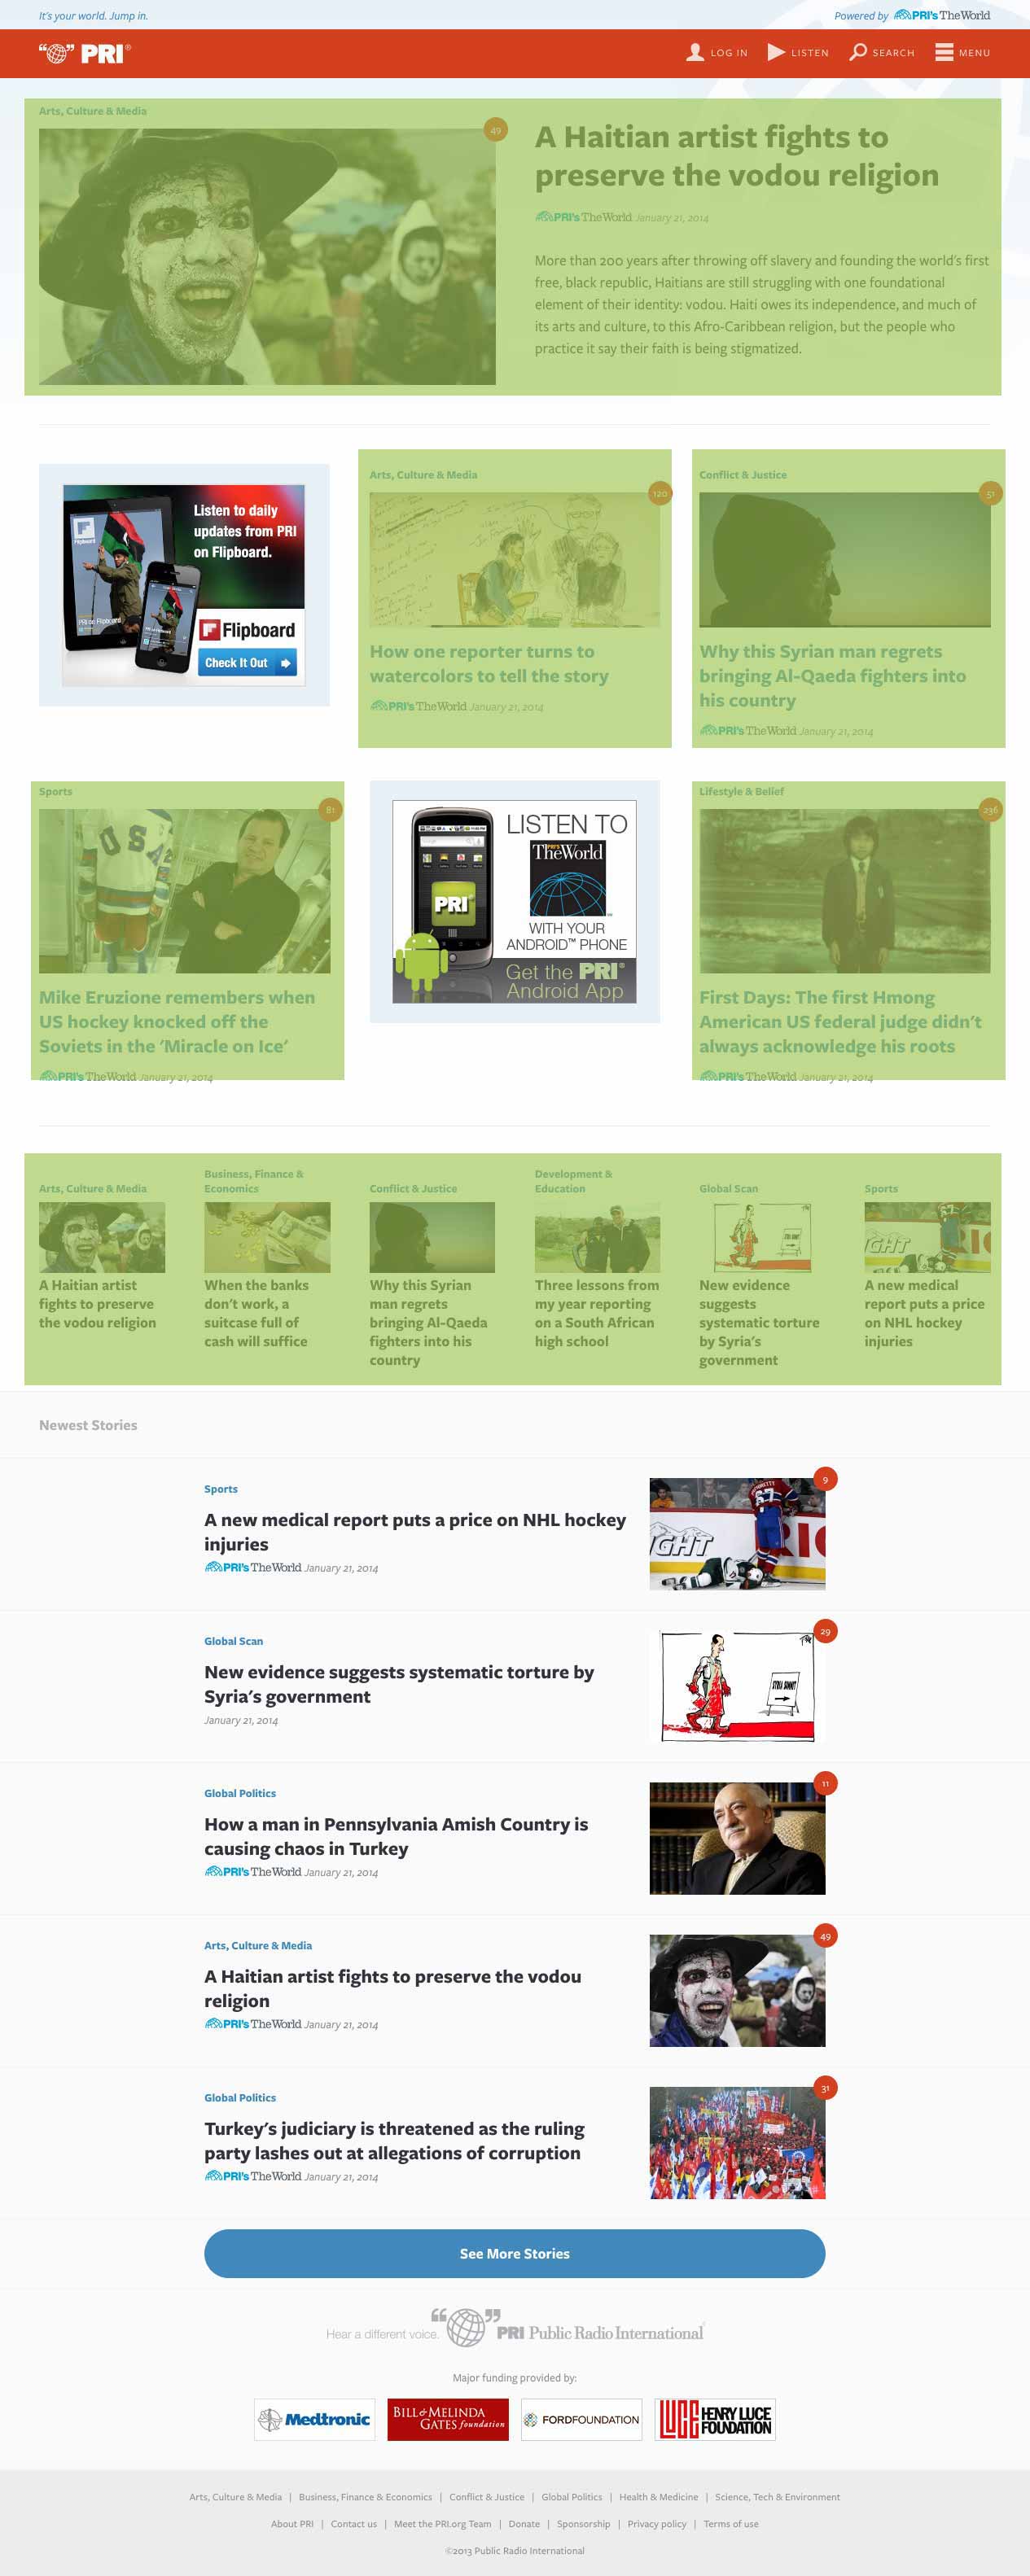 It's your world. Jump in.
Powered by PRI's The World
PRI®
LOG IN
LISTEN
SEARCH
MENU
Arts, Culture & Media
49
A Haitian artist fights to
preserve the vodou religion
PRI's The World January 21, 2014
More than 200 years after throwing off slavery and founding the world's first
free, black republic, Haitians are still struggling with one foundational
element of their identity: vodou. Haiti owes its independence, and much of
its arts and culture, to this Afro-Caribbean religion, but the people who
practice it say their faith is being stigmatized.
Listen to daily
updates from PRI
on Flipboard.
Flipboard
Flipboard
PRI on Flipboard
Check It Out
Arts, Culture & Media
120
How one reporter turns to
watercolors to tell the story
PRI's The World January 21, 2014
Conflict & Justice
51
Why this Syrian man regrets
bringing Al-Qaeda fighters into
his country
PRI's The World January 21, 2014
Sports
81
USA
Mike Eruzione remembers when
US hockey knocked off the
Soviets in the 'Miracle on Ice'
PRI's The World January 21, 2014
LISTEN TO
PRI's
The World
PRI
WITH YOUR
ANDROID™ PHONE
Get the PRI®
Android App
Lifestyle & Belief
236
First Days: The first Hmong
American US federal judge didn't
always acknowledge his roots
PRI's The World January 21, 2014
Arts, Culture & Media
A Haitian artist
fights to preserve
the vodou religion
Business, Finance &
Economics
When the banks
don't work, a
suitcase full of
cash will suffice
Conflict & Justice
Why this Syrian
man regrets
bringing Al-Qaeda
fighters into his
country
Development &
Education
Three lessons from
my year reporting
on a South African
high school
Global Scan
New evidence
suggests
systematic torture
by Syria's
government
Sports
A new medical
report puts a price
on NHL hockey
injuries
Newest Stories
Sports
9
A new medical report puts a price on NHL hockey
injuries
PRI's The World January 21, 2014
67
Global Scan
29
New evidence suggests systematic torture by
Syria's government
January 21, 2014
SYRIA SUMMIT
Global Politics
11
How a man in Pennsylvania Amish Country is
causing chaos in Turkey
PRI's The World January 21, 2014
Arts, Culture & Media
49
A Haitian artist fights to preserve the vodou
religion
PRI's The World January 21, 2014
Global Politics
31
Turkey's judiciary is threatened as the ruling
party lashes out at allegations of corruption
PRI's The World January 21, 2014
See More Stories
Hear a different voice. PRI Public Radio International
Major funding provided by:
Medtronic
BILL & MELINDA
GATES foundation
FORDFOUNDATION
LUCE HENRY LUCE
FOUNDATION
Arts, Culture & Media | Business, Finance & Economics | Conflict & Justice | Global Politics | Health & Medicine | Science, Tech & Environment
About PRI | Contact us | Meet the PRI.org Team | Donate | Sponsorship | Privacy policy | Terms of use
©2013 Public Radio International